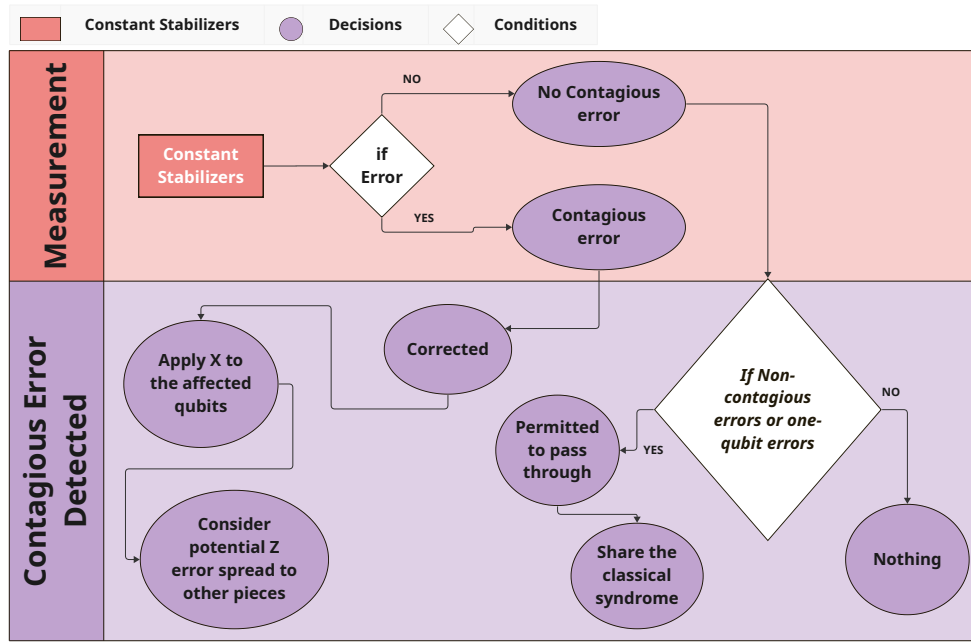 Constant Stabilizers
Decisions
Conditions
Measurement
Constant
Stabilizers
if
Error
NO
YES
No Contagious
error
Contagious
error
Contagious Error
Detected
Apply X to
the affected
qubits
Corrected
Consider
potential Z
error spread to
other pieces
Permitted
to pass
through
YES
Share the
classical
syndrome
If Non-
contagious
errors or one-
qubit errors
NO
Nothing